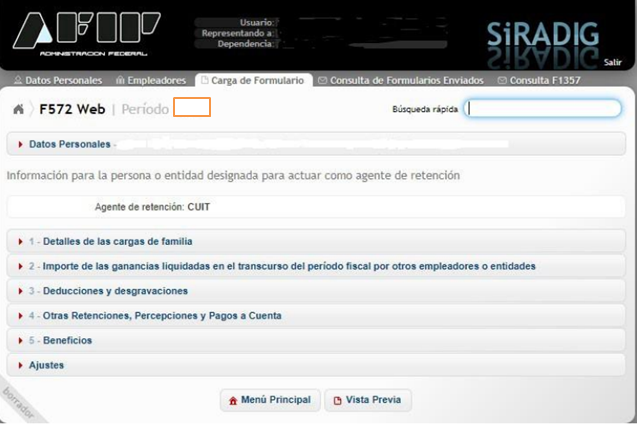 AFIP
ADMINISTRACION FEDERAL
Usuario:
Representando a:
Dependencia:
SiRADIG
Salir
Datos Personales
Empleadores
Carga de Formulario
Consulta de Formularios Enviados
Consulta F1357
F572 Web | Período
Búsqueda rápida
Datos Personales -
Información para la persona o entidad designada para actuar como agente de retención
Agente de retención: CUIT
1 - Detalles de las cargas de familia
2 - Importe de las ganancias liquidadas en el transcurso del período fiscal por otros empleadores o entidades
3 - Deducciones y desgravaciones
4 - Otras Retenciones, Percepciones y Pagos a Cuenta
5 - Beneficios
Ajustes
borrador
Menú Principal
Vista Previa